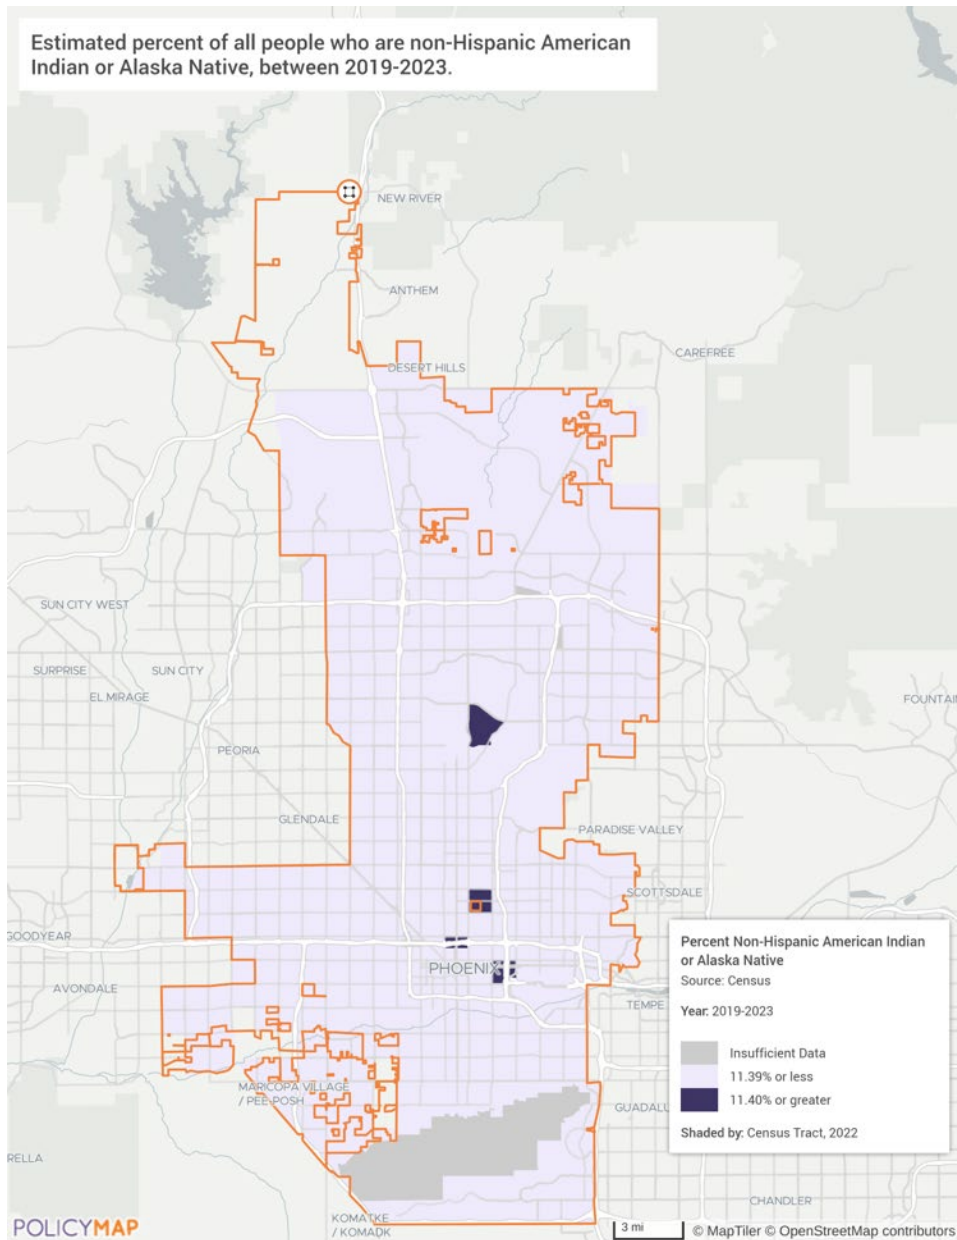 Estimated percent of all people who are non-Hispanic American
Indian or Alaska Native, between 2019-2023.
NEW RIVER
ANTHEM
CAREFREE
DESERT HILLS
SUN CITY WEST
SURPRISE
SUN CITY
EL MIRAGE
FOUNTAI
PEORIA
GLENDALE
PARADISE VALLEY
SCOTTSDALE
GOODYEAR
PHOENIX
AVONDALE
TEMPE
MARICOPA VILLAGE
/ PEE-POSH
GUADALU
RELLA
CHANDLER
KOMATKE
/ KOMADK
Percent Non-Hispanic American Indian
or Alaska Native
Source: Census
Year: 2019-2023
Insufficient Data
11.39% or less
11.40% or greater
Shaded by: Census Tract, 2022
POLICYMAP
3 mi
© MapTiler © OpenStreetMap contributors